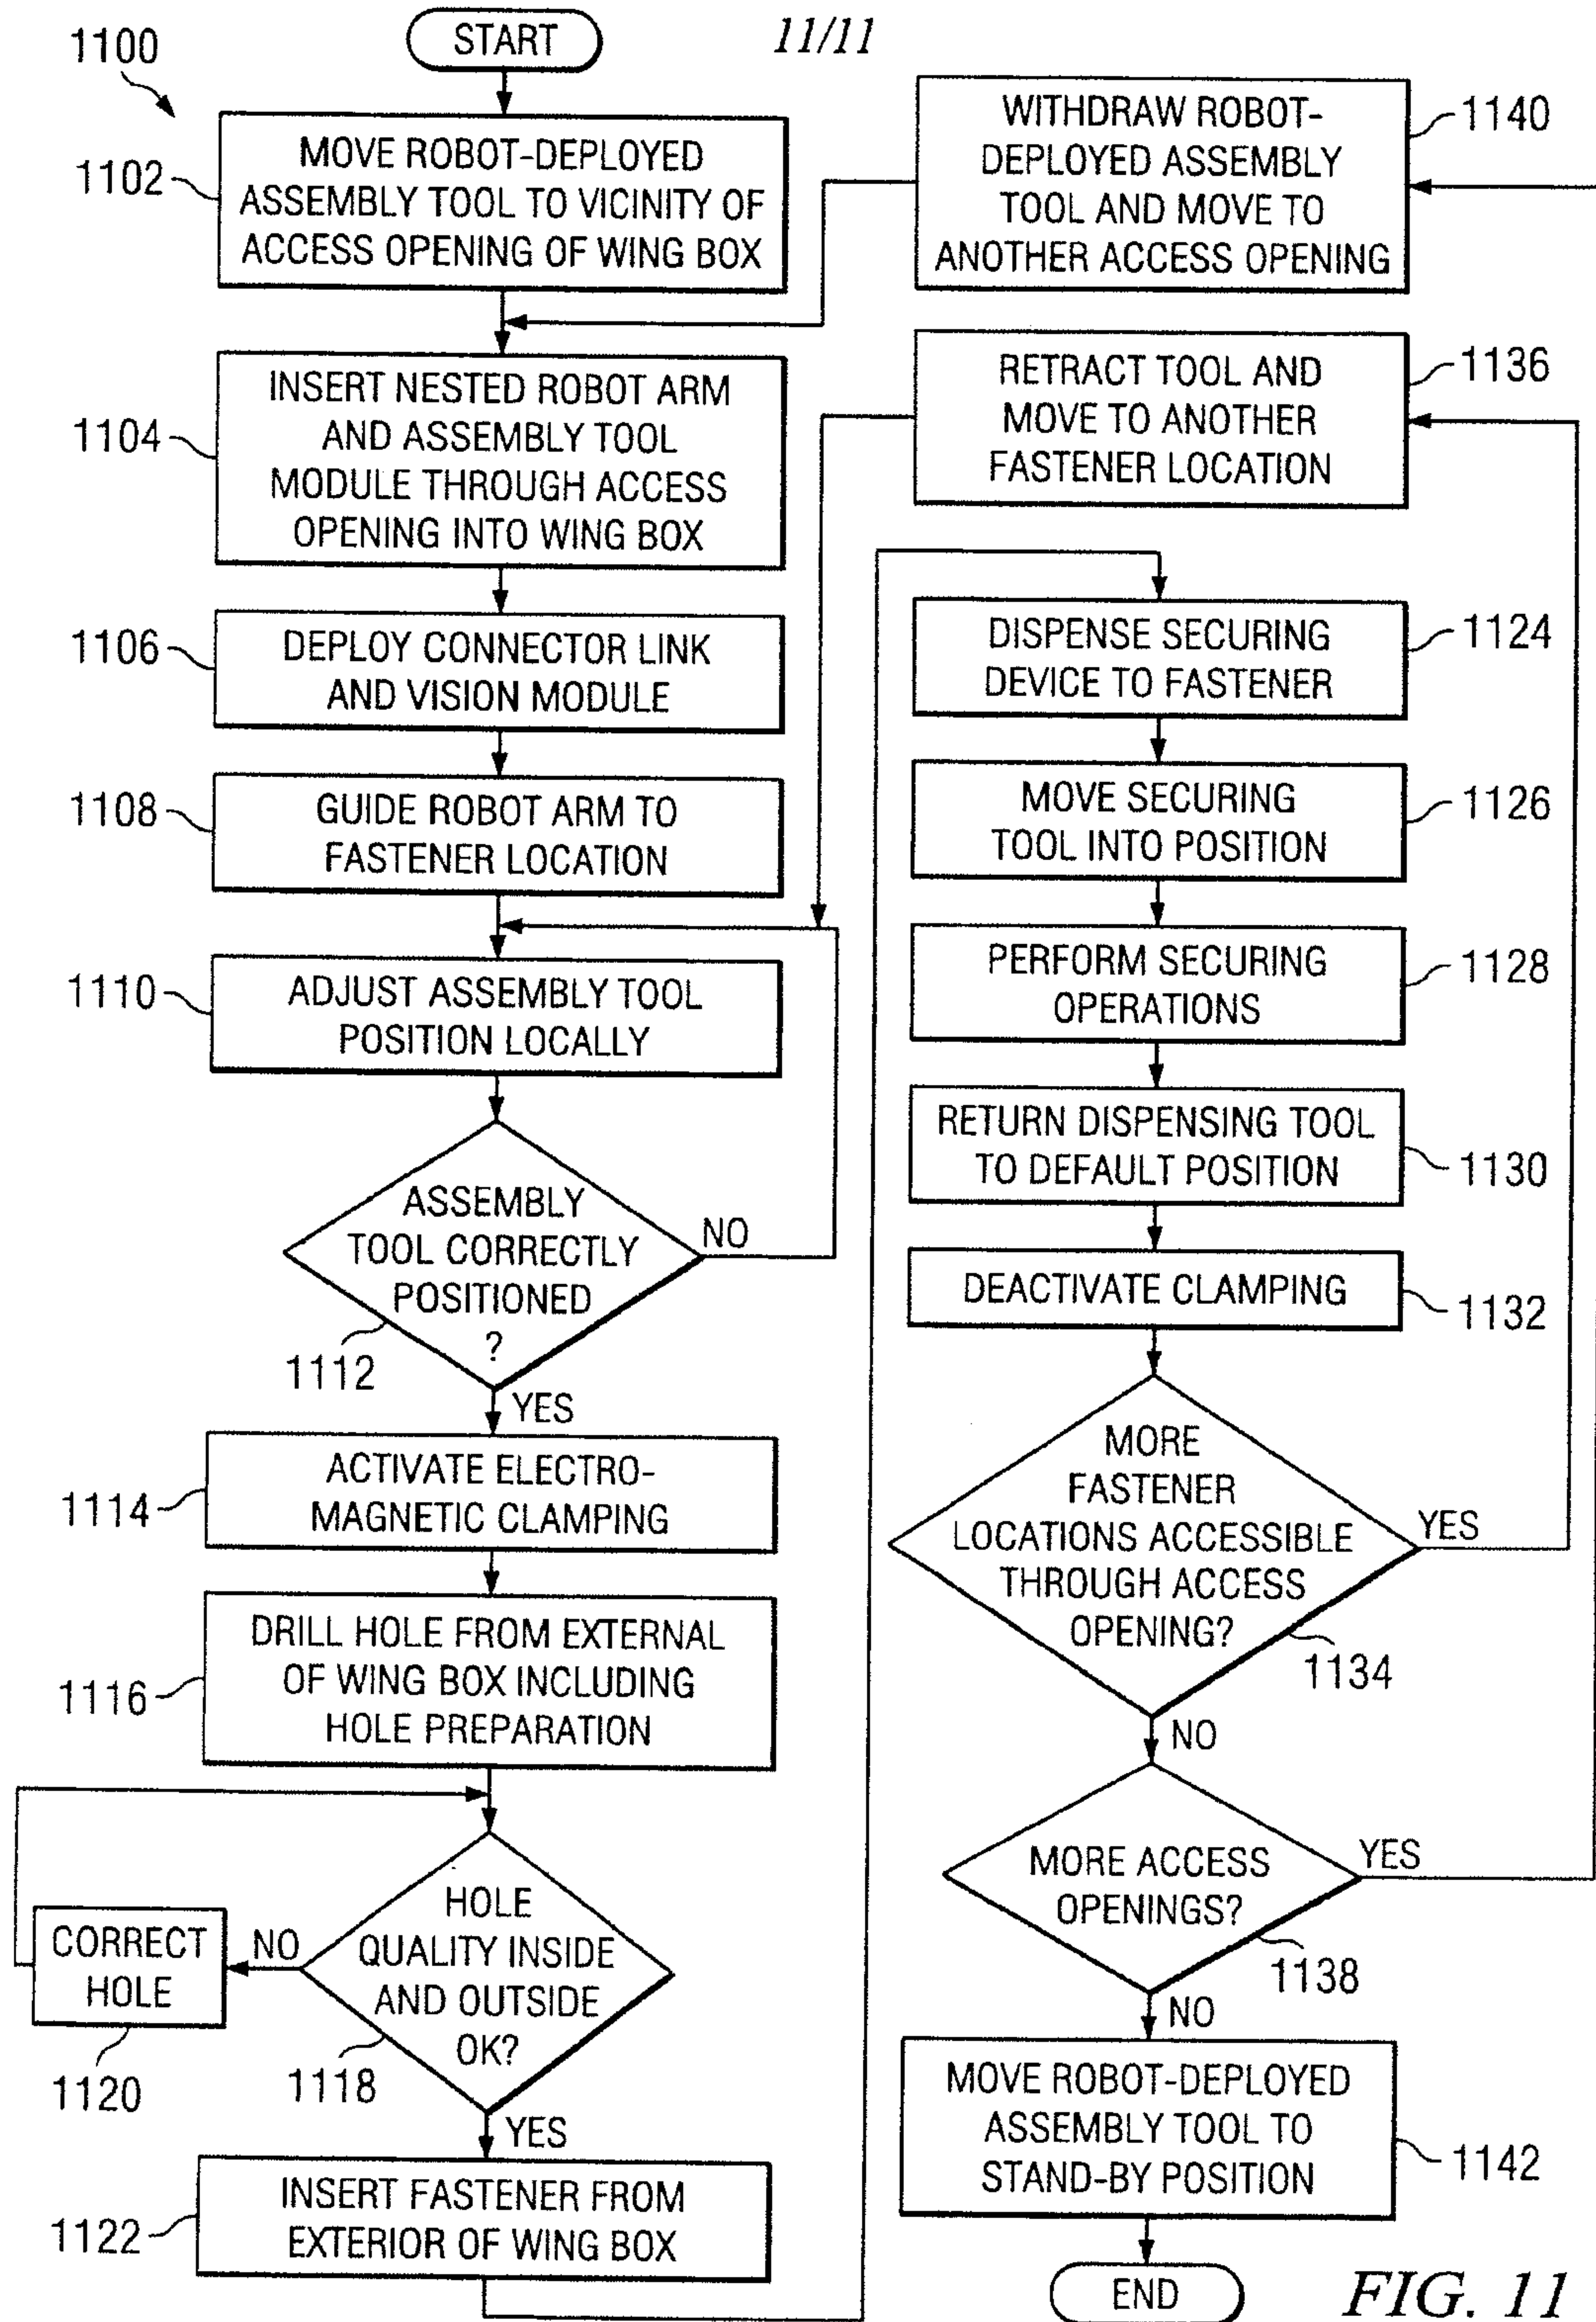 11/11
1100
START
1102
MOVE ROBOT-DEPLOYED
ASSEMBLY TOOL TO VICINITY OF
ACCESS OPENING OF WING BOX
1104
INSERT NESTED ROBOT ARM
AND ASSEMBLY TOOL
MODULE THROUGH ACCESS
OPENING INTO WING BOX
1106
DEPLOY CONNECTOR LINK
AND VISION MODULE
1108
GUIDE ROBOT ARM TO
FASTENER LOCATION
1110
ADJUST ASSEMBLY TOOL
POSITION LOCALLY
ASSEMBLY
TOOL CORRECTLY
POSITIONED
?
NO
1112
YES
1114
ACTIVATE ELECTRO-
MAGNETIC CLAMPING
1116
DRILL HOLE FROM EXTERNAL
OF WING BOX INCLUDING
HOLE PREPARATION
HOLE
QUALITY INSIDE
AND OUTSIDE
OK?
NO
CORRECT
HOLE
1120
1118
YES
1122
INSERT FASTENER FROM
EXTERIOR OF WING BOX
WITHDRAW ROBOT-
DEPLOYED ASSEMBLY
TOOL AND MOVE TO
ANOTHER ACCESS OPENING
1140
RETRACT TOOL AND
MOVE TO ANOTHER
FASTENER LOCATION
1136
DISPENSE SECURING
DEVICE TO FASTENER
1124
MOVE SECURING
TOOL INTO POSITION
1126
PERFORM SECURING
OPERATIONS
1128
RETURN DISPENSING TOOL
TO DEFAULT POSITION
1130
DEACTIVATE CLAMPING
1132
MORE
FASTENER
LOCATIONS ACCESSIBLE
THROUGH ACCESS
OPENING?
YES
1134
NO
MORE ACCESS
OPENINGS?
YES
1138
NO
MOVE ROBOT-DEPLOYED
ASSEMBLY TOOL TO
STAND-BY POSITION
1142
END
FIG. 11